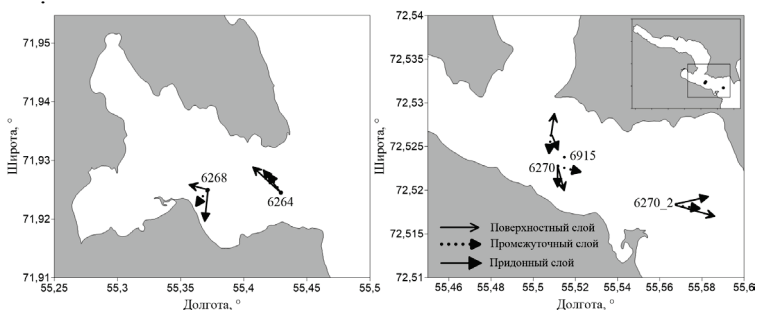 71,95
71,94
71,93
71,92
71,91
Широта, °
6268
6264
55,25 55,3 55,35 55,4 55,45 55,5
Долгота, °
72,54
72,535
72,53
72,525
72,52
72,515
72,51
Широта, °
6270
6915
6270_2
Поверхностный слой
Промежуточный слой
Придонный слой
55,46 55,48 55,5 55,52 55,54 55,56 55,58 55,6
Долгота, °